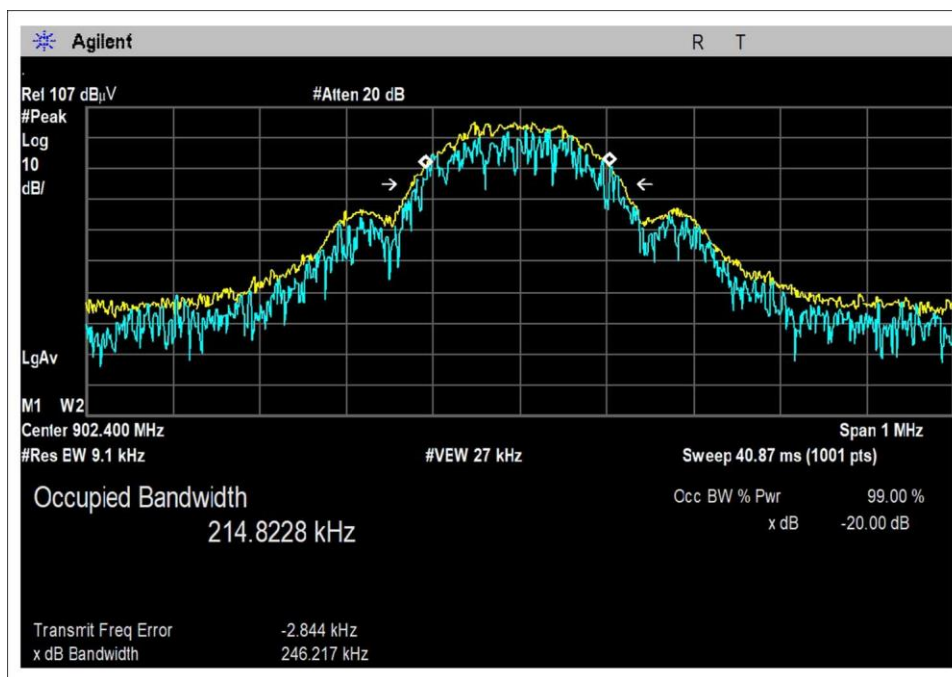 Agilent R T
Ref 107 dBµV #Atten 20 dB
#Peak
Log
10
dB/
LgAv
M1 W2
Center 902.400 MHz Span 1 MHz
#Res BW 9.1 kHz #VBW 27 kHz Sweep 40.87 ms (1001 pts)
Occupied Bandwidth Occ BW % Pwr 99.00 %
214.8228 kHz x dB -20.00 dB
Transmit Freq Error -2.844 kHz
x dB Bandwidth 246.217 kHz